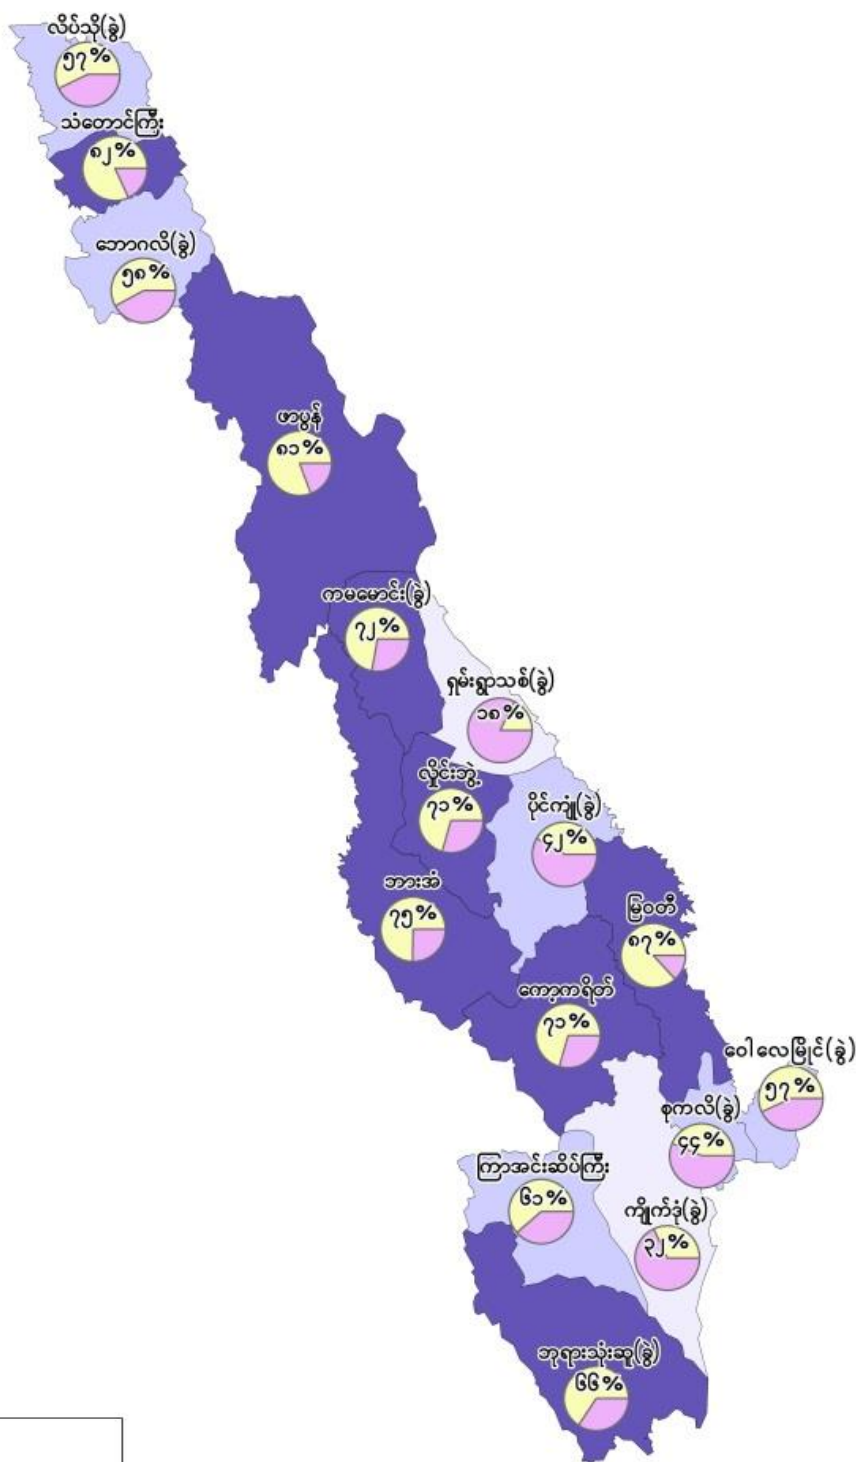 လိပ်သို(ခွဲ)
၅၇%
သံတောင်ကြီး
၈၂%
ဘောဂလိ(ခွဲ)
၅၈%
ဖာပွန်
၈၁%
ကမမောင်း(ခွဲ)
၇၂%
ရှမ်းရွာသစ်(ခွဲ)
၁၈%
လှိုင်းဘွဲ့
၇၁%
ပိုင်ကျုံ(ခွဲ)
၄၂%
ဘားအံ
၇၅%
မြဝတီ
၈၇%
ကော့ကရိတ်
၇၁%
ဝေါလေမြိုင်(ခွဲ)
၅၇%
စုကလိ(ခွဲ)
၄၄%
ကြာအင်းဆိပ်ကြီး
၆၁%
ကျိုက်ဒုံ(ခွဲ)
၃၂%
ဘုရားသုံးဆူ(ခွဲ)
၆၆%